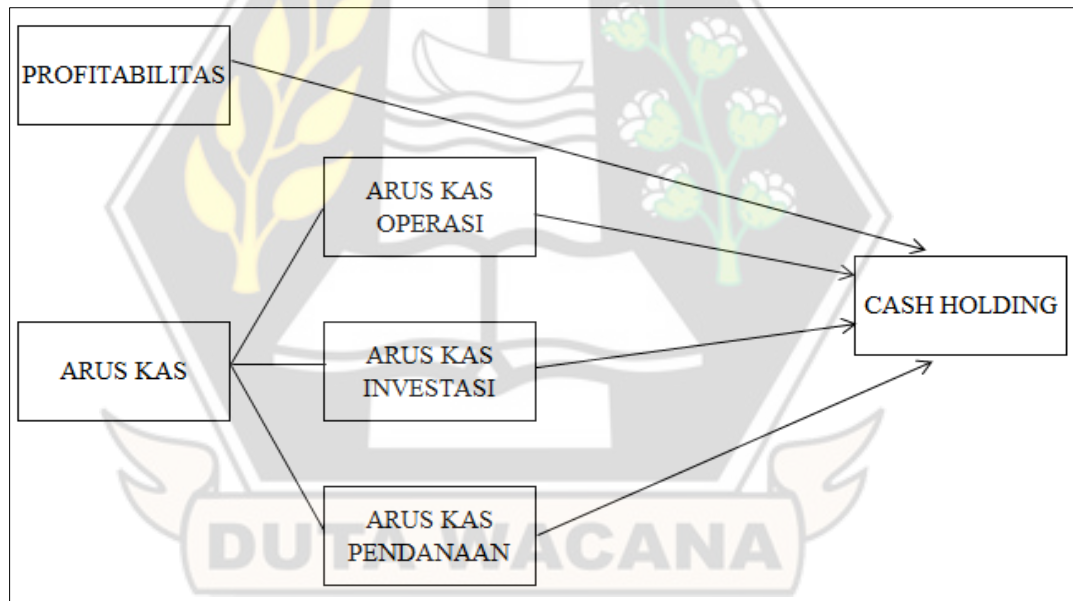 PROFITABILITAS
ARUS KAS
OPERASI
CASH HOLDING
ARUS KAS
ARUS KAS
INVESTASI
ARUS KAS
PENDANAAN
DUTA WACANA